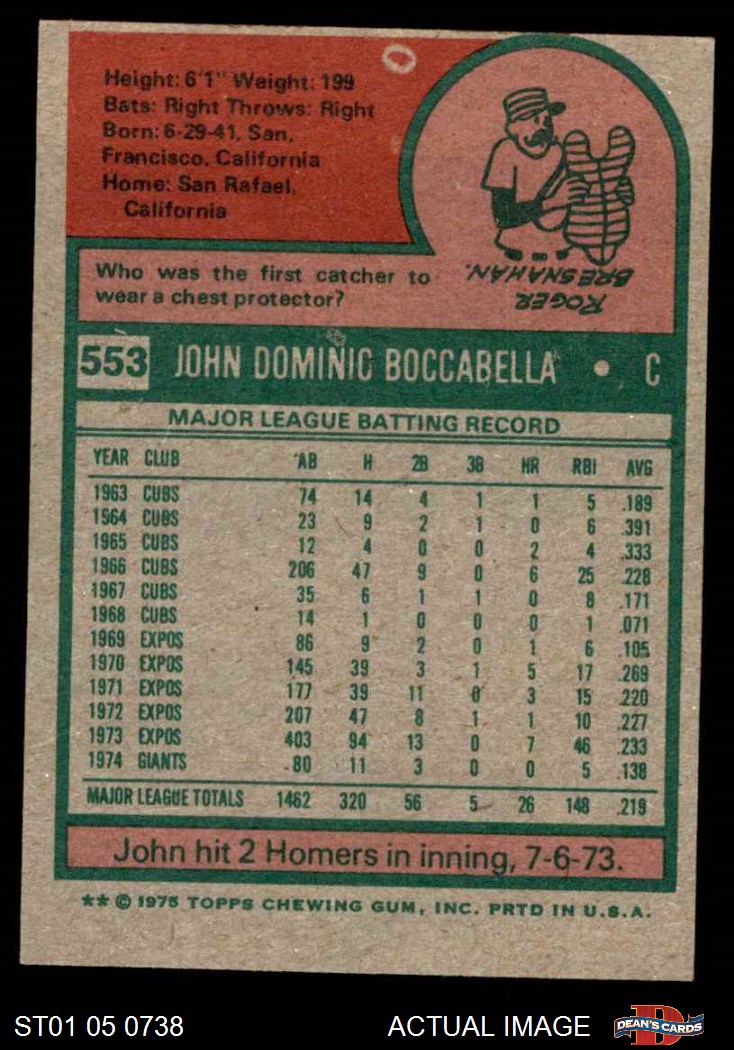 Height: 6'1" Weight: 199
Bats: Right Throws: Right
Born: 6-29-41, San,
Francisco, California
Home: San Rafael,
California
Who was the first catcher to
wear a chest protector?
ROGER
BRESNAHAN.
553 JOHN DOMINIC BOCCABELLA • C
MAJOR LEAGUE BATTING RECORD
YEAR CLUB AB H 2B 3B HR RBI AVG
1963 CUBS 74 14 4 1 1 5 .189
1964 CUBS 23 9 2 1 0 6 .391
1965 CUBS 12 4 0 0 2 4 .333
1966 CUBS 206 47 9 0 6 25 .228
1967 CUBS 35 6 1 1 0 8 .171
1968 CUBS 14 1 0 0 0 1 .071
1969 EXPOS 86 9 2 0 1 6 .105
1970 EXPOS 145 39 3 1 5 17 .269
1971 EXPOS 177 39 11 0 3 15 .220
1972 EXPOS 207 47 8 1 1 10 .227
1973 EXPOS 403 94 13 0 7 46 .233
1974 GIANTS 80 11 3 0 0 5 .138
MAJOR LEAGUE TOTALS 1462 320 56 5 26 148 .219
John hit 2 Homers in inning, 7-6-73.
** © 1975 TOPPS CHEWING GUM, INC. PRTD IN U.S.A.
ST01 05 0738 ACTUAL IMAGE D DEAN'S CARDS